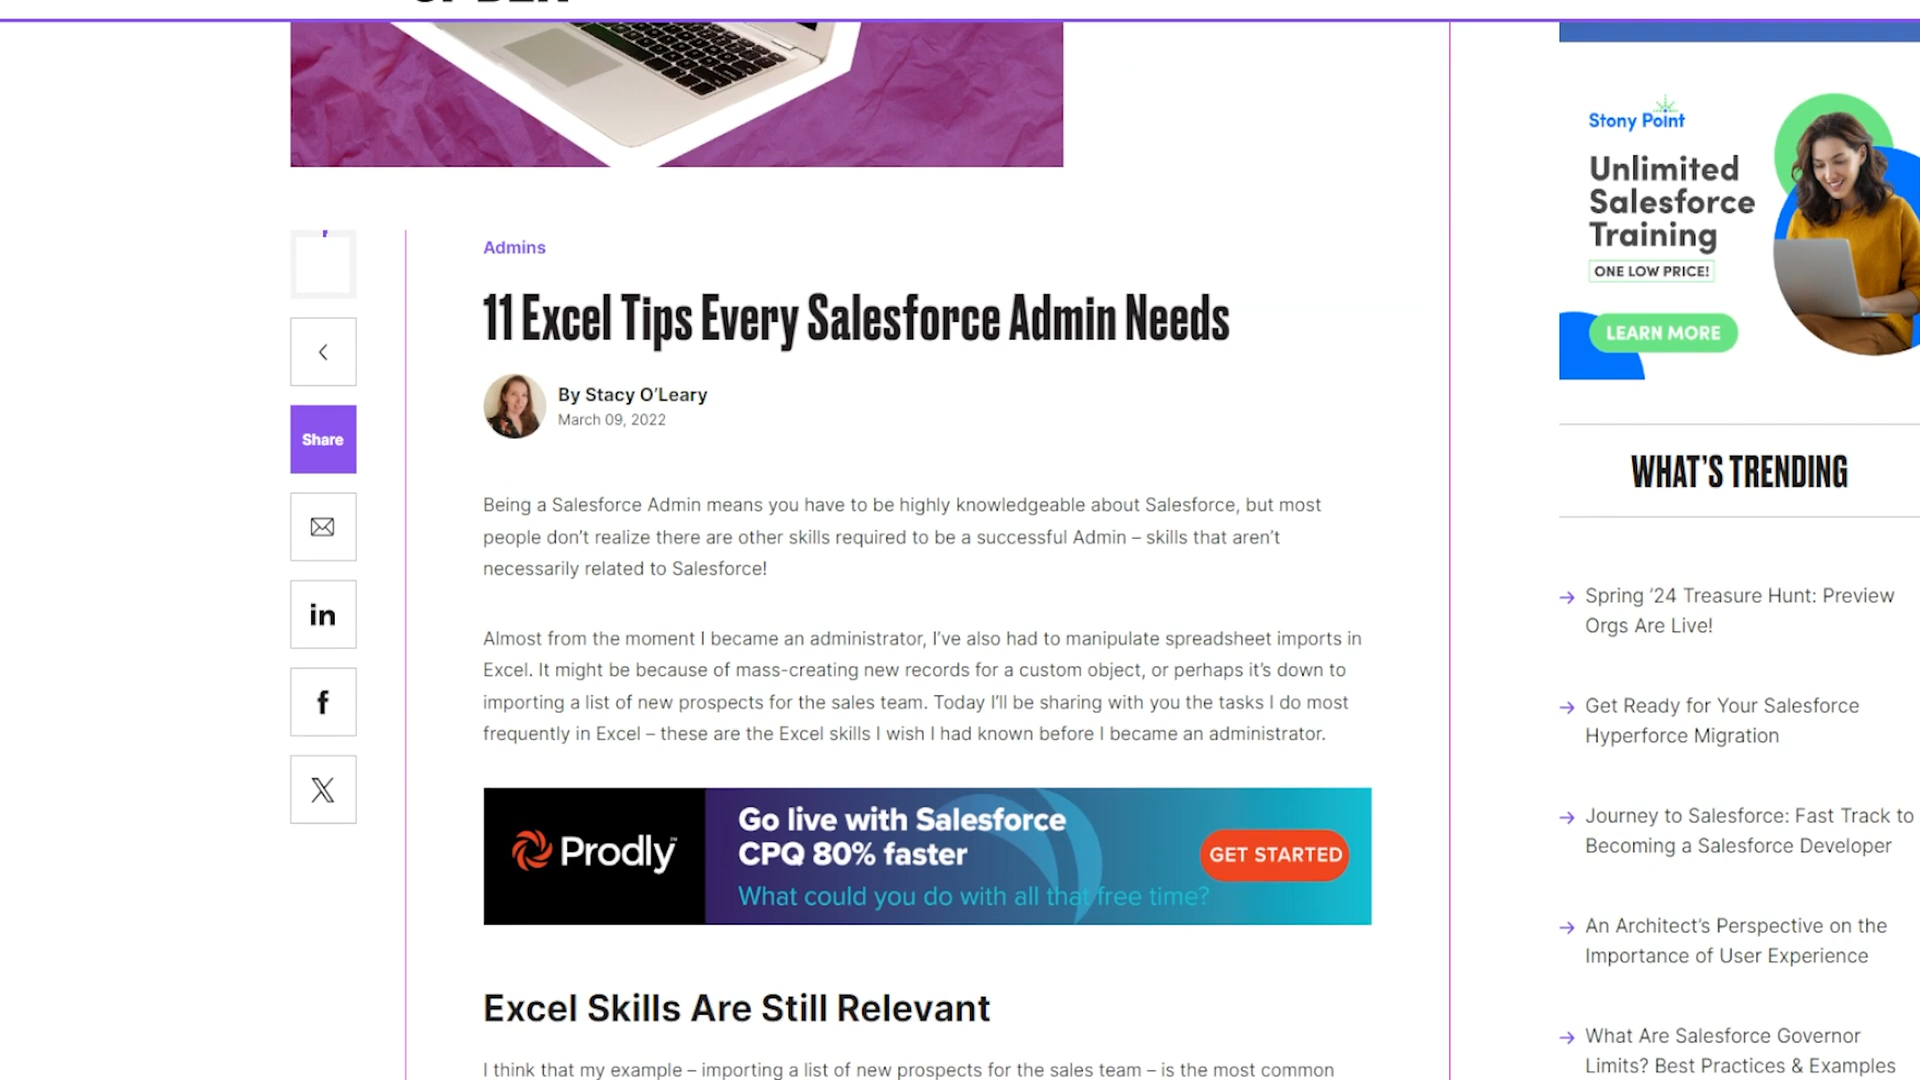 Admins
11 Excel Tips Every Salesforce Admin Needs
By Stacy O'Leary
March 09, 2022
Share
in
f
X
Being a Salesforce Admin means you have to be highly knowledgeable about Salesforce, but most
people don't realize there are other skills required to be a successful Admin – skills that aren't
necessarily related to Salesforce!
Almost from the moment I became an administrator, I've also had to manipulate spreadsheet imports in
Excel. It might be because of mass-creating new records for a custom object, or perhaps it's down to
importing a list of new prospects for the sales team. Today I'll be sharing with you the tasks I do most
frequently in Excel – these are the Excel skills I wish I had known before I became an administrator.
Prodly™
Go live with Salesforce
CPQ 80% faster
What could you do with all that free time?
GET STARTED
Excel Skills Are Still Relevant
I think that my example – importing a list of new prospects for the sales team – is the most common
Stony Point
Unlimited
Salesforce
Training
ONE LOW PRICE!
LEARN MORE
WHAT'S TRENDING
Spring '24 Treasure Hunt: Preview
Orgs Are Live!
Get Ready for Your Salesforce
Hyperforce Migration
Journey to Salesforce: Fast Track to
Becoming a Salesforce Developer
An Architect's Perspective on the
Importance of User Experience
What Are Salesforce Governor
Limits? Best Practices & Examples